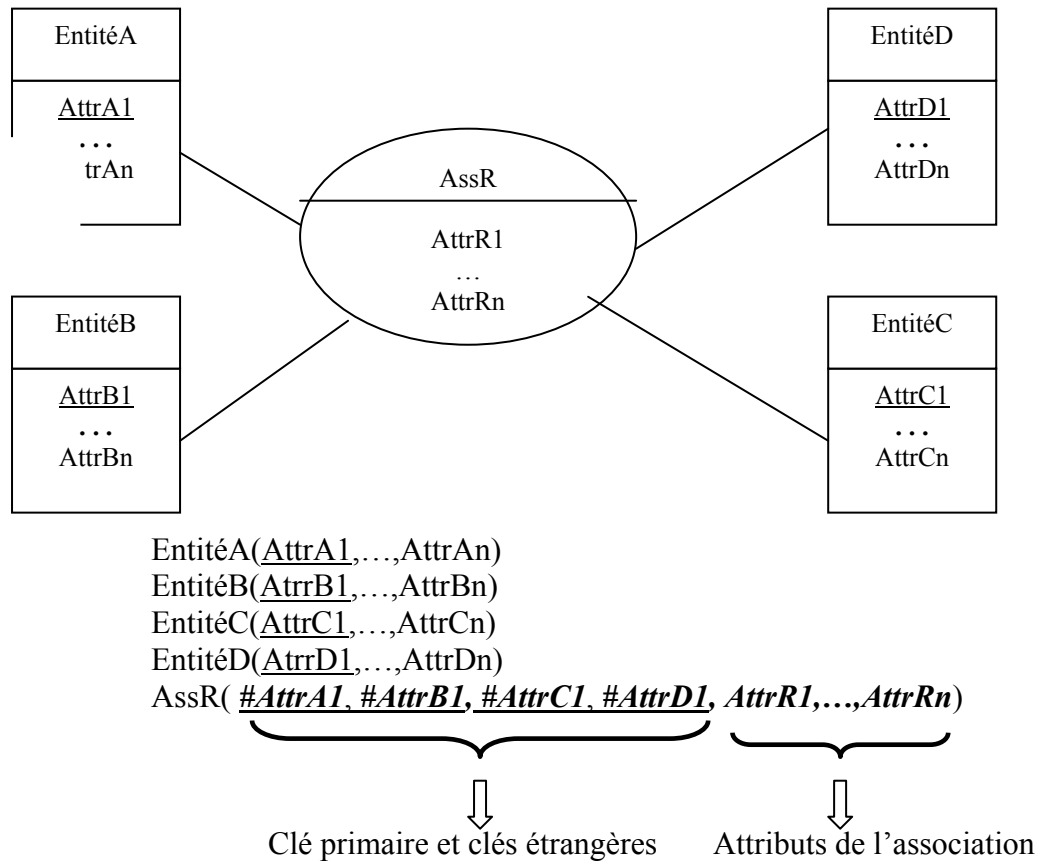 EntitéA
AttrA1
...
trAn
EntitéD
AttrD1
...
AttrDn
AssR
AttrR1
...
AttrRn
EntitéB
AttrB1
...
AttrBn
EntitéC
AttrC1
...
AttrCn
EntitéA(AttrA1,…,AttrAn)
EntitéB(AtrrB1,…,AttrBn)
EntitéC(AttrC1,…,AttrCn)
EntitéD(AtrrD1,…,AttrDn)
AssR( #AttrA1, #AttrB1, #AttrC1, #AttrD1, AttrR1,…,AttrRn)
Clé primaire et clés étrangères Attributs de l’association